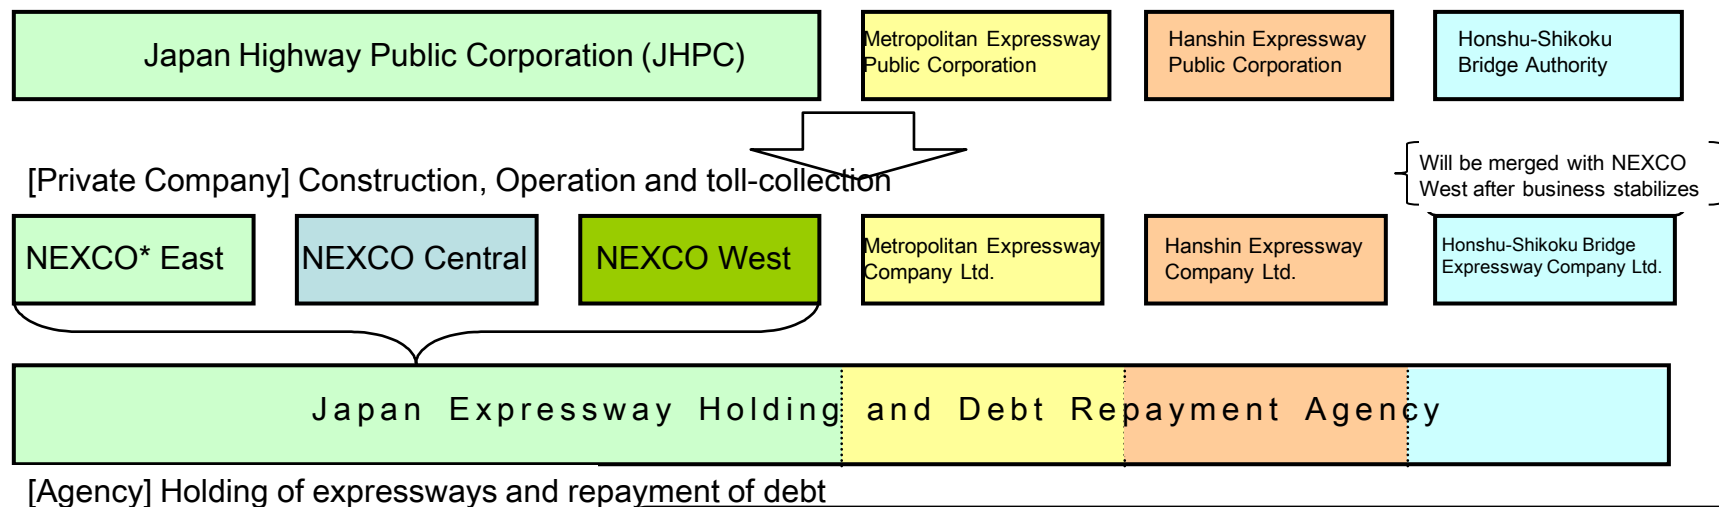 Japan Highway Public Corporation (JHPC)
Metropolitan Expressway
Public Corporation
Hanshin Expressway
Public Corporation
Honshu-Shikoku
Bridge Authority
[Private Company] Construction, Operation and toll-collection
Will be merged with NEXCO
West after business stabilizes
NEXCO* East
NEXCO Central
NEXCO West
Metropolitan Expressway
Company Ltd.
Hanshin Expressway
Company Ltd.
Honshu-Shikoku Bridge
Expressway Company Ltd.
Japan Expressway Holding and Debt Repayment Agency
[Agency] Holding of expressways and repayment of debt